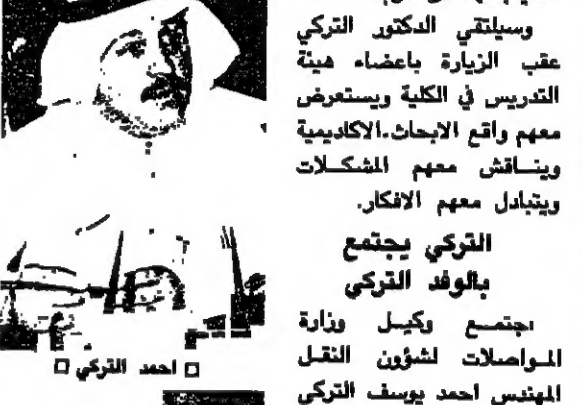 وسيلتقي الدكتور التركي
عقب الزيارة باعضاء هيئة
التدريس في الكلية ويستعرض
معهم واقع الابحاث.الاكاديمية
ويناقش معهم المشكلات
ويتبادل معهم الافكار.
التركي يجتمع
بالوفد التركي
اجتمع وكيل وزارة
المواصلات لشؤون النقل
المهندس احمد يوسف التركي
□ احمد التركي □